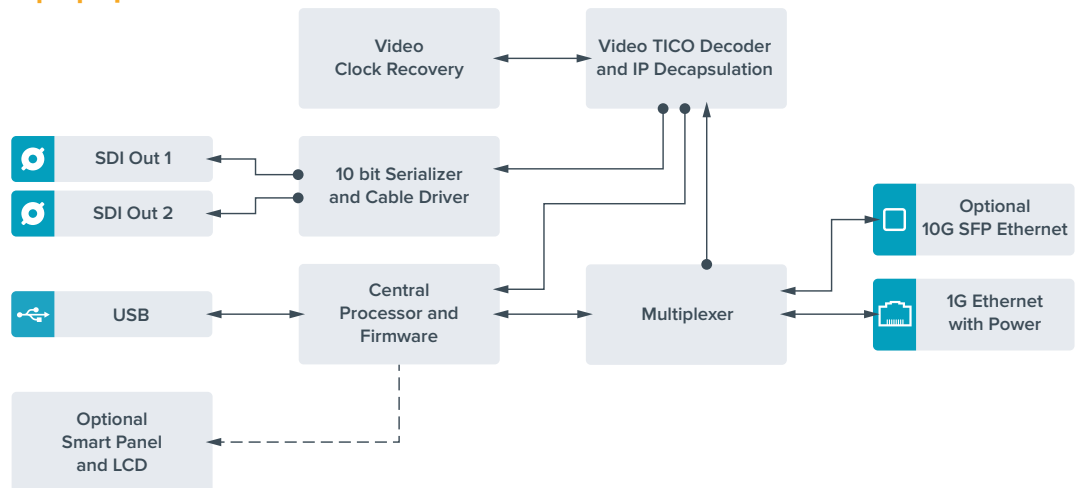 Video
Clock Recovery
Video TICO Decoder
and IP Decapsulation
SDI Out 1
SDI Out 2
10 bit Serializer
and Cable Driver
Optional
10G SFP Ethernet
USB
Central
Processor and
Firmware
Multiplexer
1G Ethernet
with Power
Optional
Smart Panel
and LCD